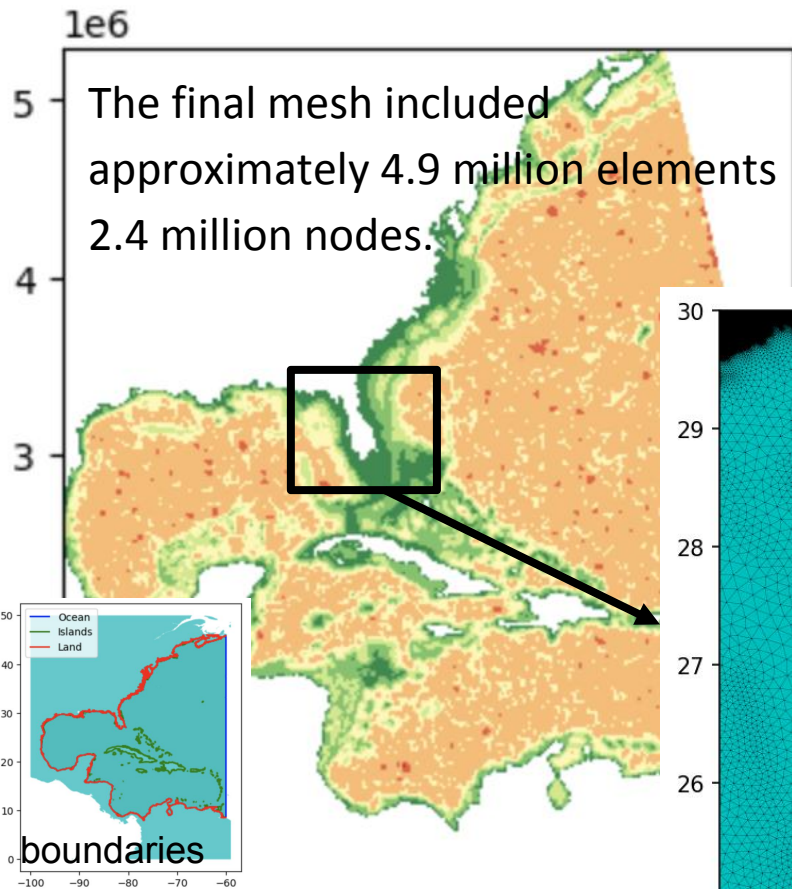 1e6
The final mesh included
approximately 4.9 million elements
2.4 million nodes.
5
4
3
30
29
28
27
26
Ocean
Islands
Land
50
40
30
20
10
0
boundaries
-100 -90 -80 -70 -60